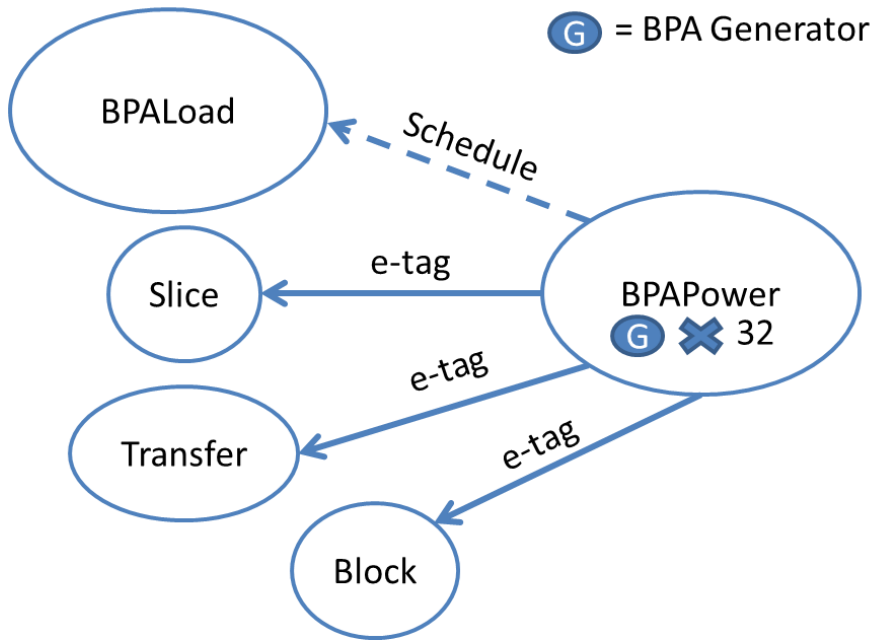 G = BPA Generator
BPALoad
Schedule
e-tag
Slice
BPAPower
G 32
e-tag
Transfer
e-tag
Block